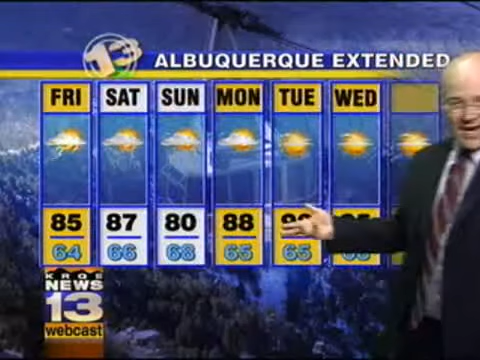 13 ALBUQUERQUE EXTENDED
FRI SAT SUN MON TUE WED
85 87 80 88
64 66 68 65 65
KRQE
NEWS
13
webcast